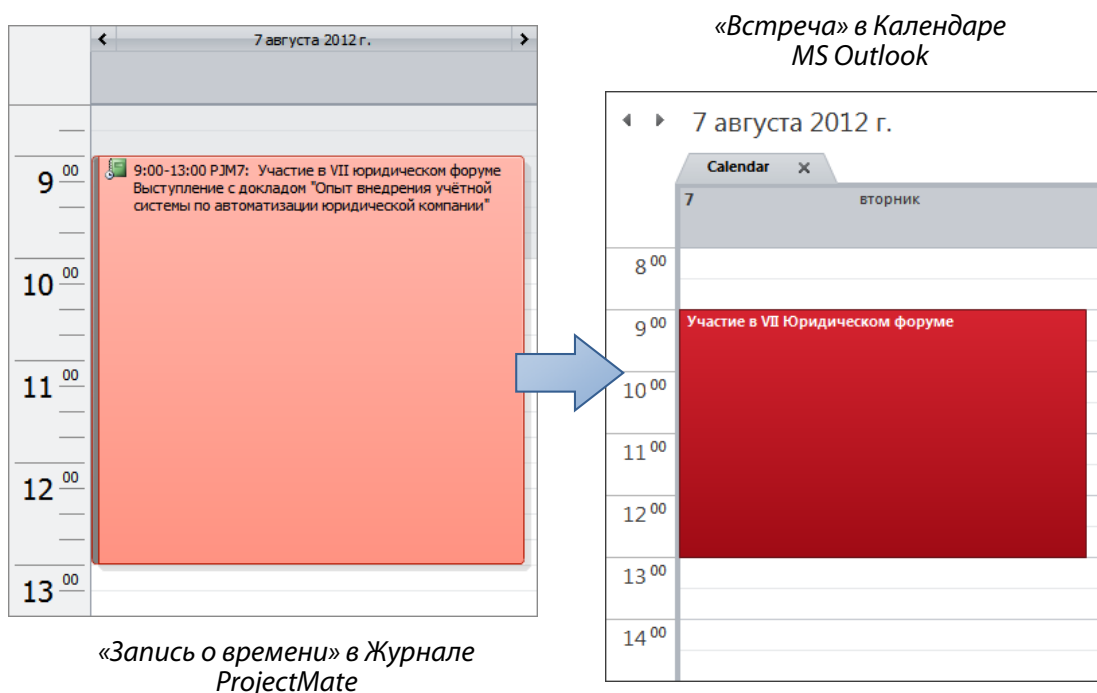 7 августа 2012 г.
9 00
9:00-13:00 PJM7: Участие в VII юридическом форуме
Выступление с докладом "Опыт внедрения учётной
системы по автоматизации юридической компании"
10 00
11 00
12 00
13 00
«Запись о времени» в Журнале
ProjectMate
«Встреча» в Календаре
MS Outlook
7 августа 2012 г.
Calendar
7 вторник
8 00
9 00
Участие в VII Юридическом форуме
10 00
11 00
12 00
13 00
14 00